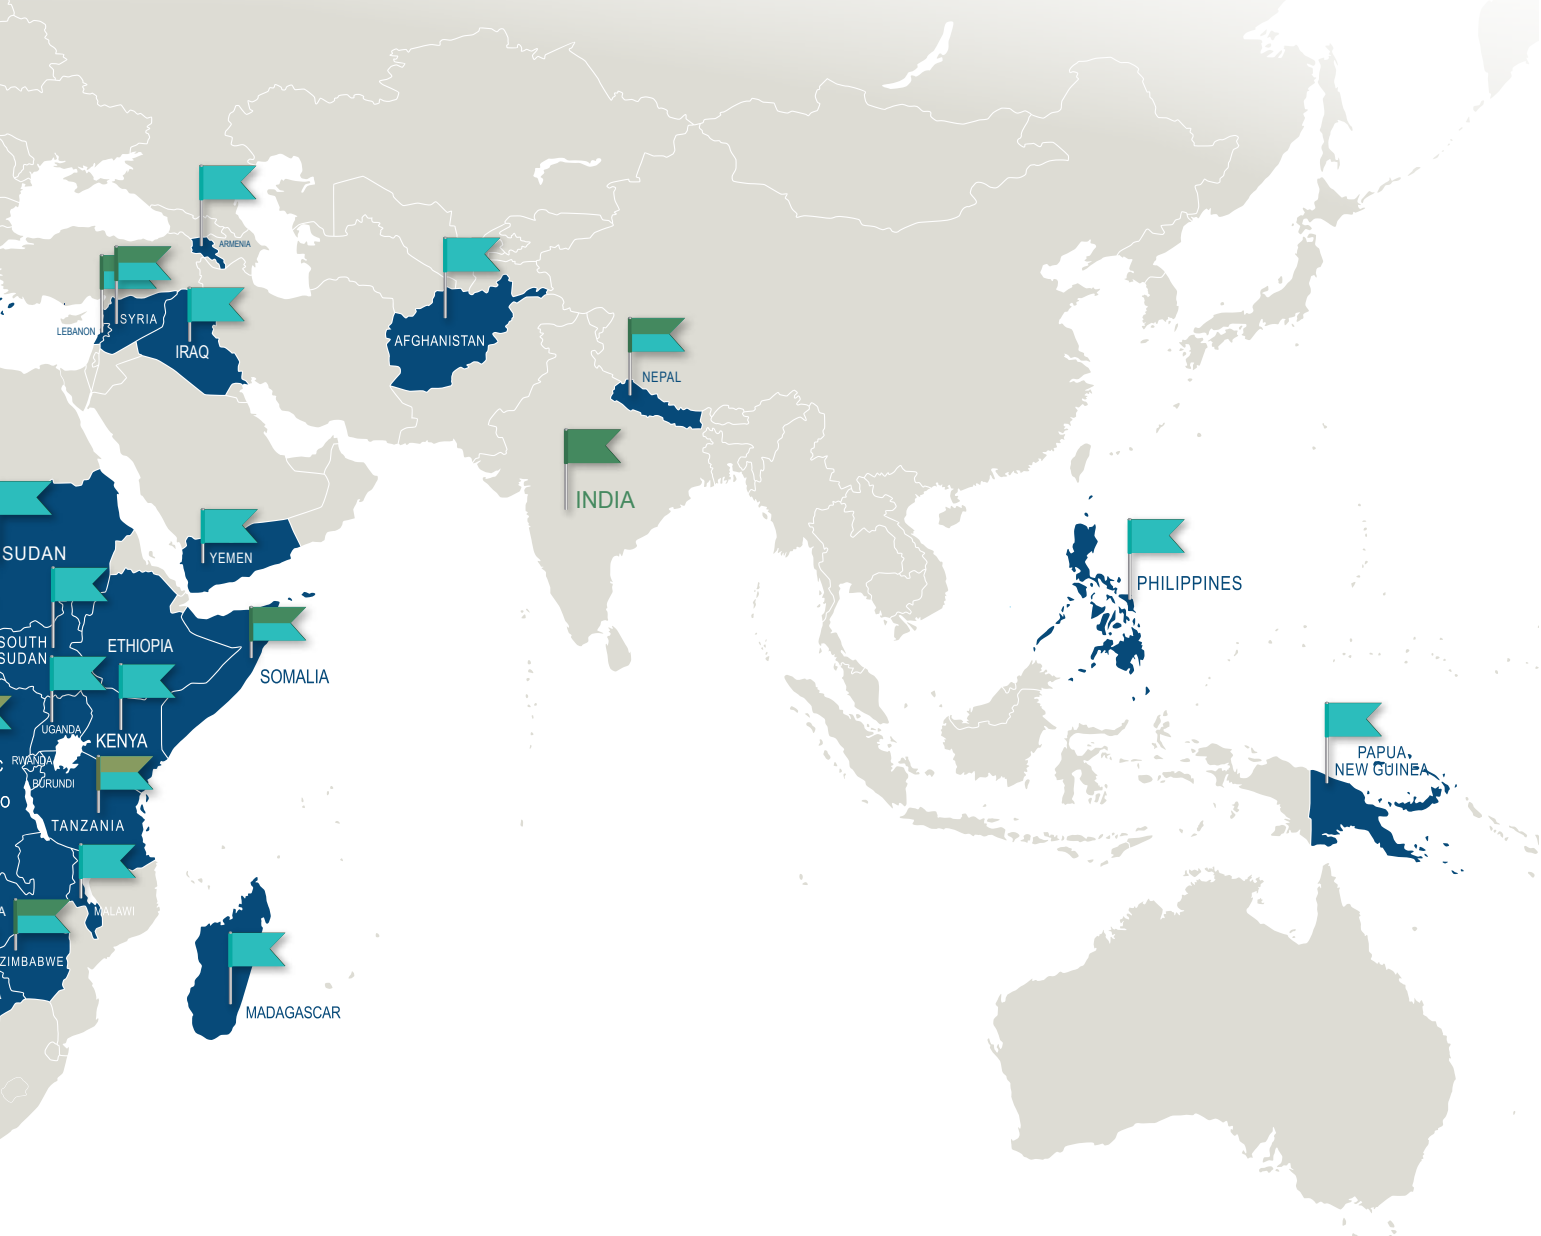 ARMENIA
SYRIA
LEBANON
IRAQ
AFGHANISTAN
NEPAL
INDIA
SUDAN
YEMEN
PHILIPPINES
SOUTH
SUDAN
ETHIOPIA
SOMALIA
UGANDA
KENYA
PAPUA
NEW GUINEA
RWANDA
C
BURUNDI
O
TANZANIA
A
MALAWI
ZIMBABWE
MADAGASCAR